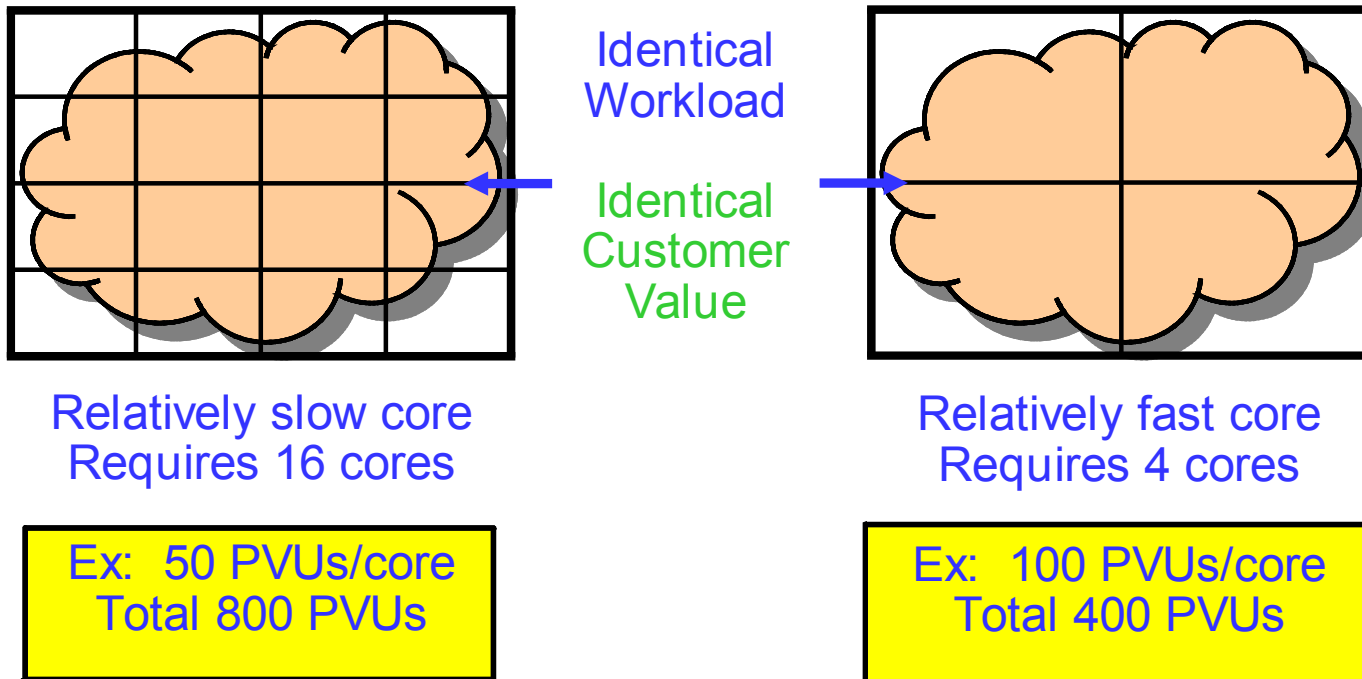 Identical
Workload
Identical
Customer
Value
Relatively slow core
Requires 16 cores
Ex:  50 PVUs/core
Total 800 PVUs
Relatively fast core
Requires 4 cores
Ex:  100 PVUs/core
Total 400 PVUs